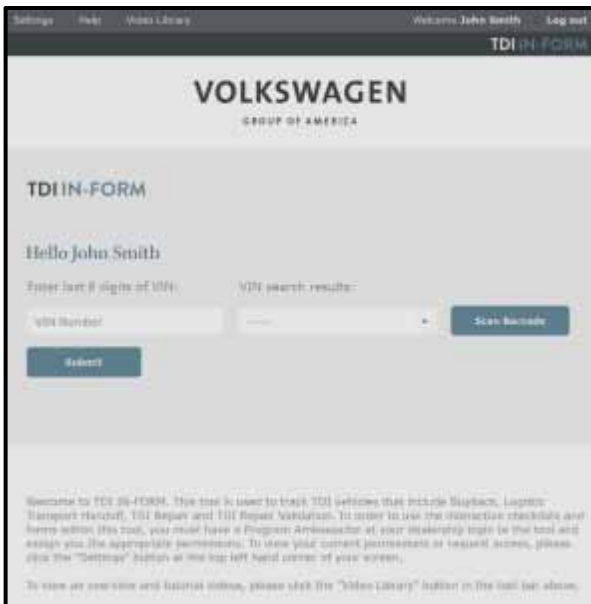 Settings Help Video Library Welcome John Smith Log out
TDI IN-FORM
VOLKSWAGEN
GROUP OF AMERICA
TDI IN-FORM
Hello John Smith
Enter last 8 digits of VIN: VIN search results:
VIN Number ----- Scan Barcode
Submit
Welcome to TDI IN-FORM. This tool is used to track TDI vehicles that include Buyback, Logistic
Transport Handoff, TDI Repair and TDI Repair Validation. In order to use the interactive checklists and
forms within this tool, you must have a Program Ambassador at your dealership login to the tool and
assign you the appropriate permissions. To view your current permissions or request access, please
click the "Settings" button at the top left hand corner of your screen.
To view an overview and tutorial videos, please click the "Video Library" button in the tool tab above.